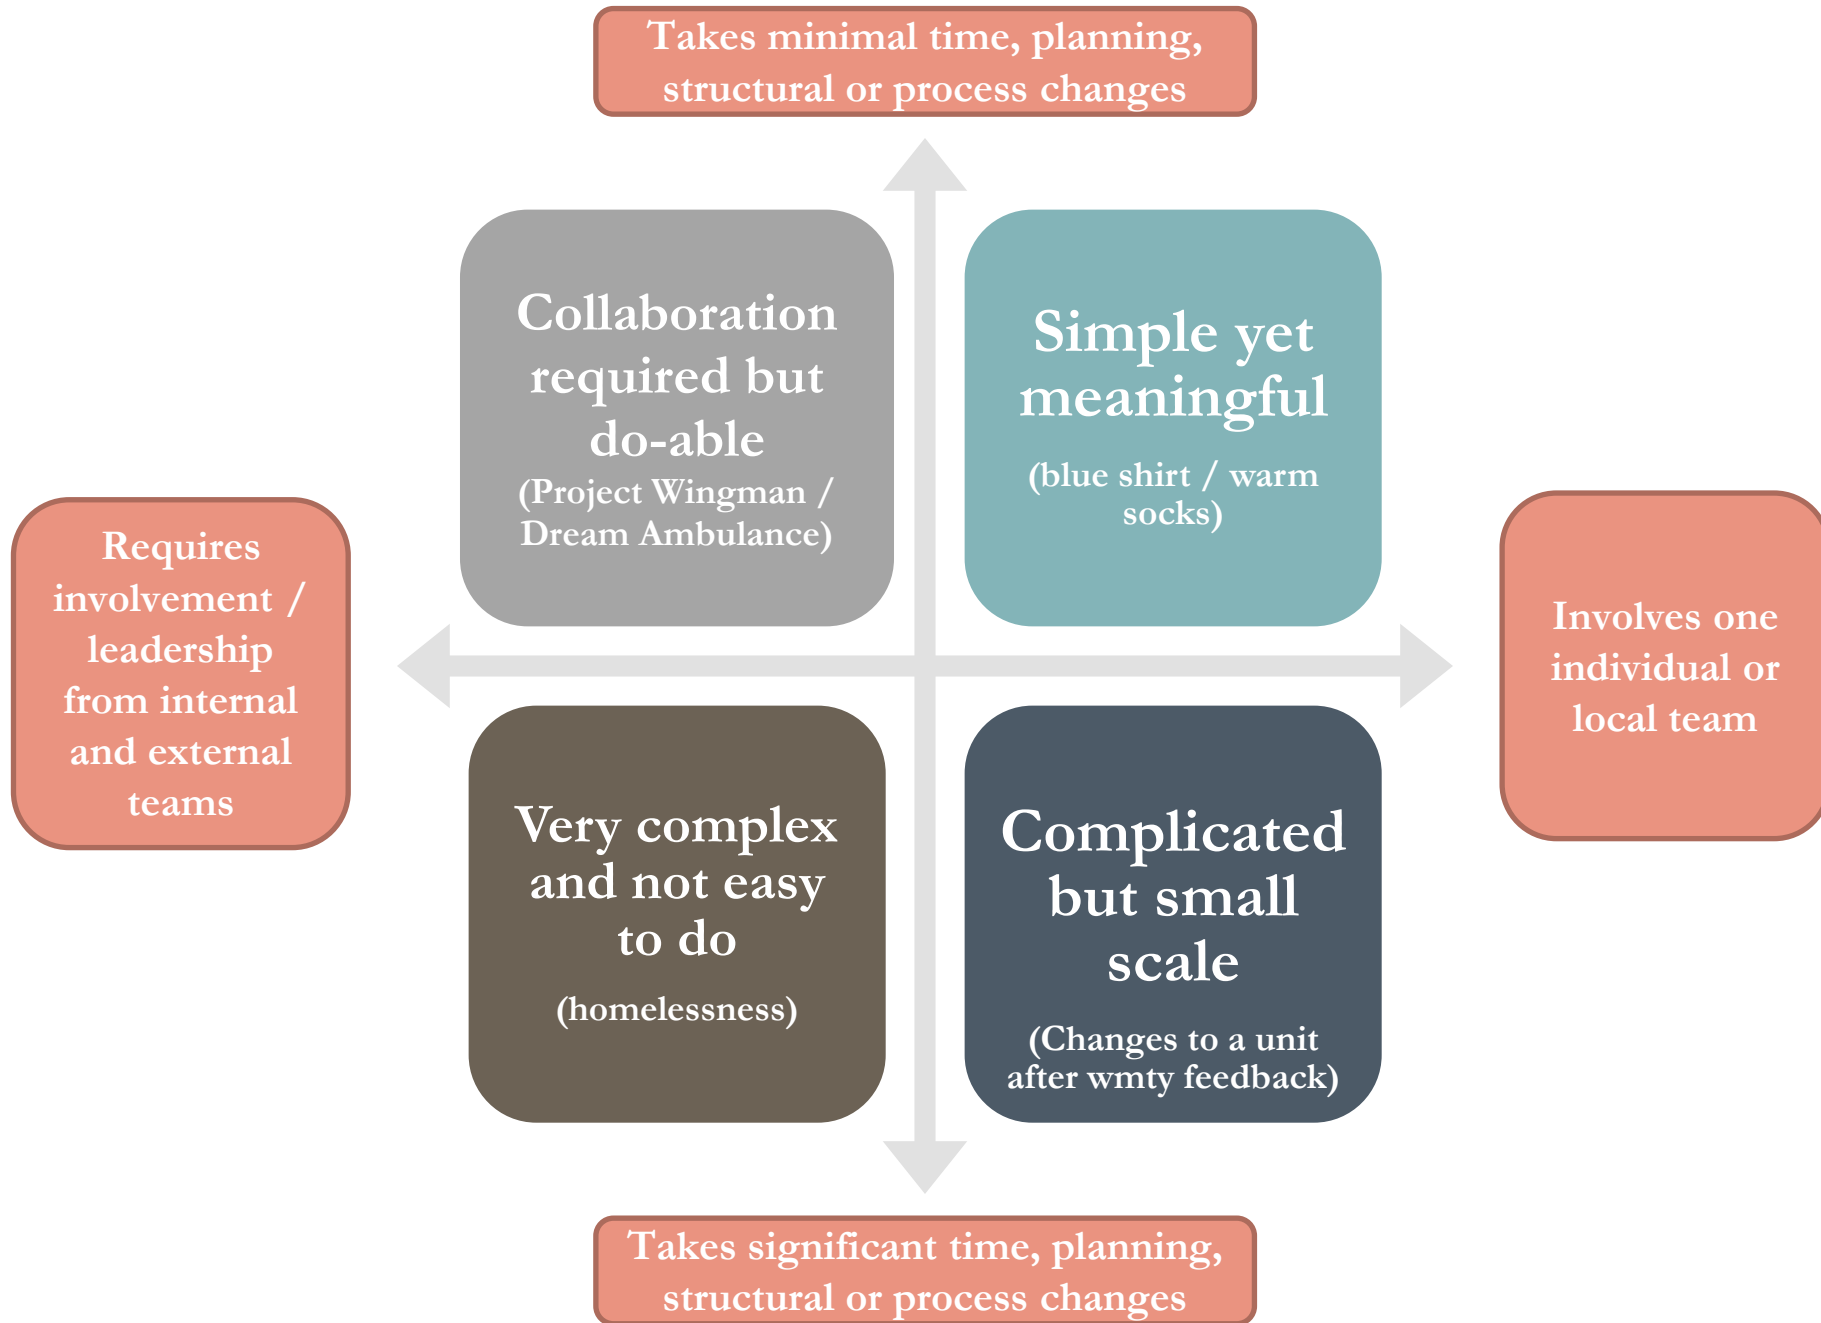 Takes minimal time, planning,
structural or process changes
Collaboration
required but
do-able
(Project Wingman /
Dream Ambulance)
Simple yet
meaningful
(blue shirt / warm
socks)
Requires
involvement /
leadership
from internal
and external
teams
Involves one
individual or
local team
Very complex
and not easy
to do
(homelessness)
Complicated
but small
scale
(Changes to a unit
after wmty feedback)
Takes significant time, planning,
structural or process changes